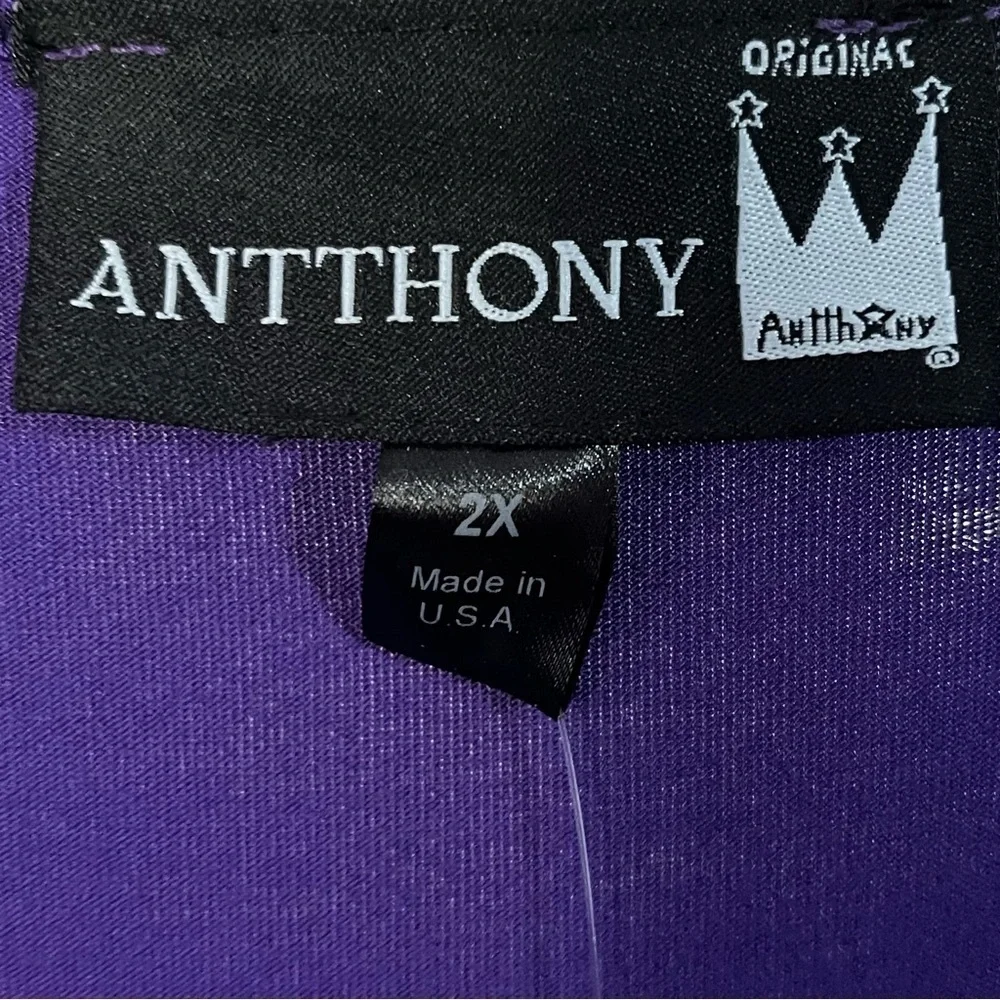 ORiGiNAL
ANTTHONY
AntthONy
®
2X
Made in
U.S.A.